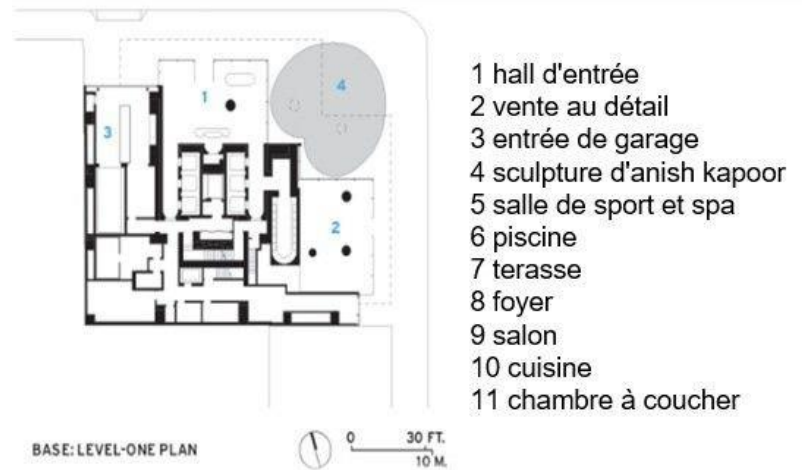 1
4
3
2
1 hall d'entrée
2 vente au détail
3 entrée de garage
4 sculpture d'anish kapoor
5 salle de sport et spa
6 piscine
7 terasse
8 foyer
9 salon
10 cuisine
11 chambre à coucher
BASE: LEVEL-ONE PLAN
0 30 FT.
10 M.